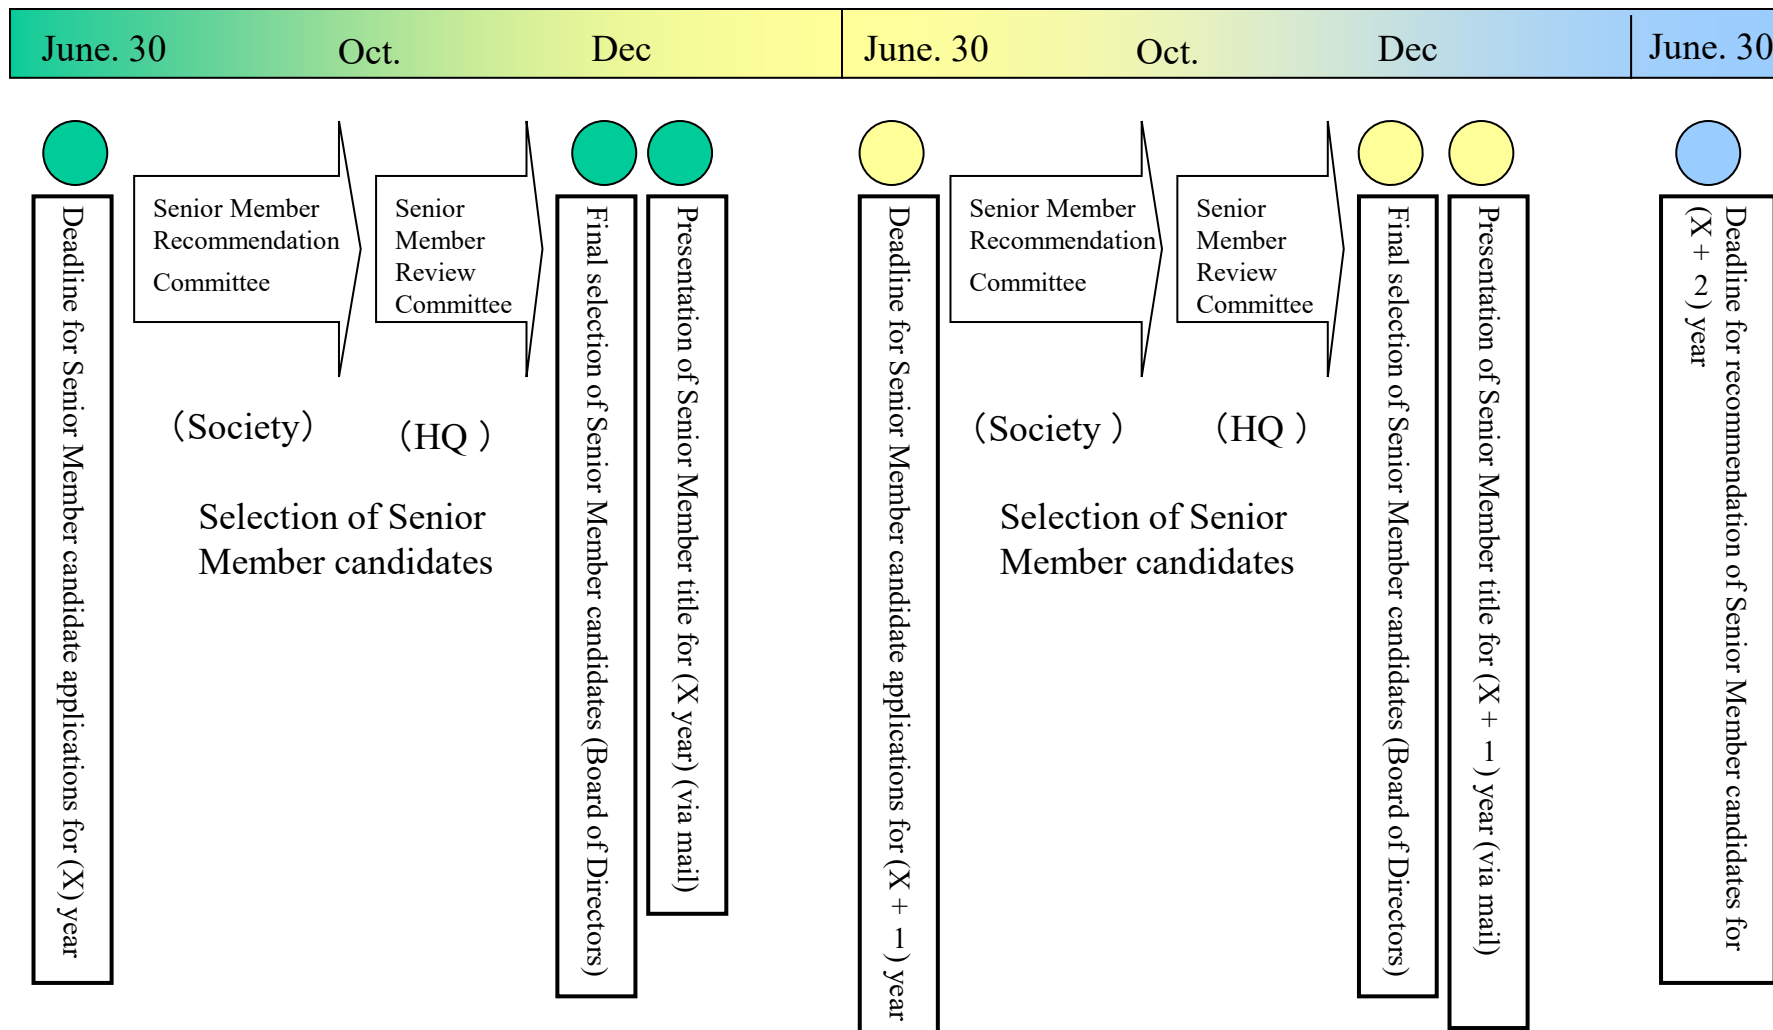 June. 30
Oct.
Dec
June. 30
Oct.
Dec
June. 30
Deadline for Senior Member candidate applications for (X) year
Senior Member
Recommendation
Committee
Senior
Member
Review
Committee
(Society)
(HQ )
Selection of Senior
Member candidates
Final selection of Senior Member candidates (Board of Directors)
Presentation of Senior Member title for (X year) (via mail)
Deadline for Senior Member candidate applications for (X + 1) year
Senior Member
Recommendation
Committee
Senior
Member
Review
Committee
(Society )
(HQ )
Selection of Senior
Member candidates
Final selection of Senior Member candidates (Board of Directors)
Presentation of Senior Member title for (X + 1) year (via mail)
Deadline for recommendation of Senior Member candidates for
(X + 2) year